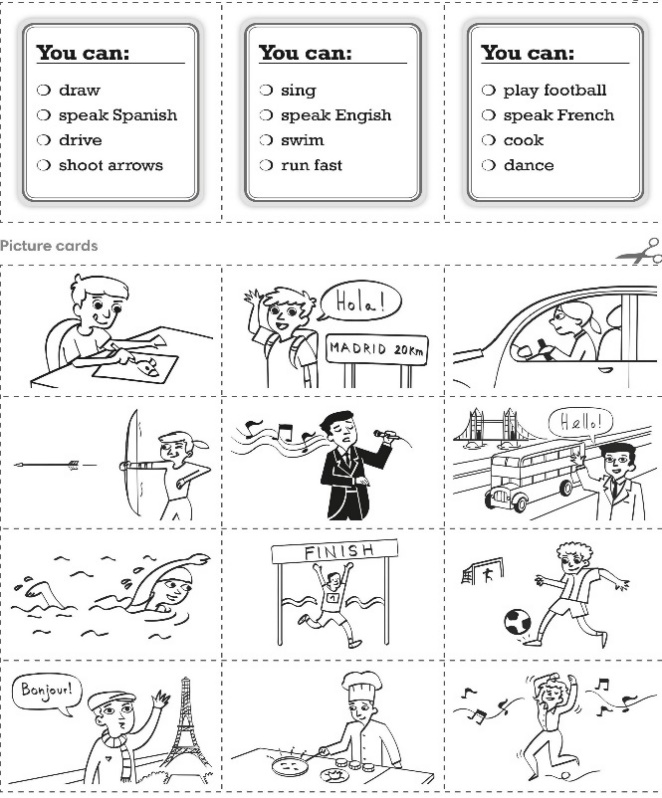 You can:
draw
speak Spanish
drive
shoot arrows
You can:
sing
speak Engish
swim
run fast
You can:
play football
speak French
cook
dance
Picture cards
Hola!
MADRID 20Km
Hello!
FINISH
1
Bonjour!